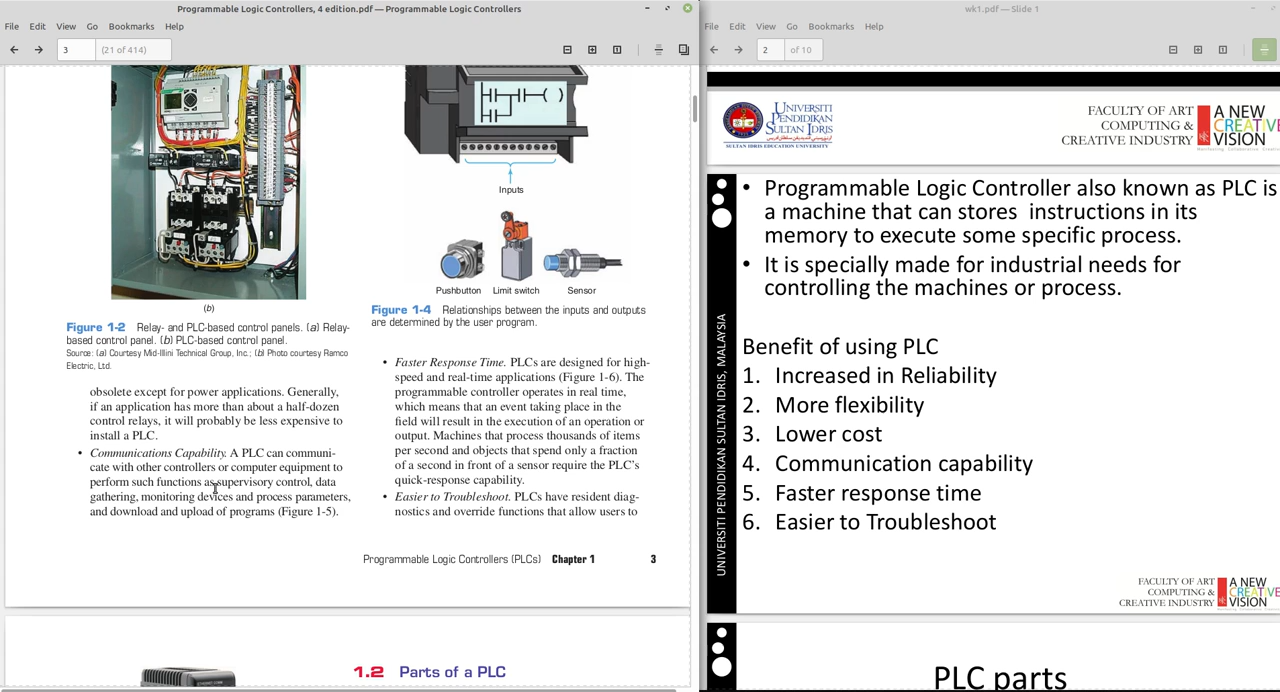 Programmable Logic Controllers, 4 edition.pdf — Programmable Logic Controllers
File Edit View Go Bookmarks Help
3 (21 of 414)
Inputs
Pushbutton Limit switch Sensor
(b)
Figure 1-2 Relay- and PLC-based control panels. (a) Relay-
based control panel. (b) PLC-based control panel.
Source: (a) Courtesy Mid-Illini Technical Group, Inc.; (b) Photo courtesy Ramco
Electric, Ltd.
obsolete except for power applications. Generally,
if an application has more than about a half-dozen
control relays, it will probably be less expensive to
install a PLC.
• Communications Capability. A PLC can communi-
cate with other controllers or computer equipment to
perform such functions as supervisory control, data
gathering, monitoring devices and process parameters,
and download and upload of programs (Figure 1-5).
Figure 1-4 Relationships between the inputs and outputs
are determined by the user program.
• Faster Response Time. PLCs are designed for high-
speed and real-time applications (Figure 1-6). The
programmable controller operates in real time,
which means that an event taking place in the
field will result in the execution of an operation or
output. Machines that process thousands of items
per second and objects that spend only a fraction
of a second in front of a sensor require the PLC's
quick-response capability.
• Easier to Troubleshoot. PLCs have resident diag-
nostics and override functions that allow users to
Programmable Logic Controllers (PLCs) Chapter 1 3
1.2 Parts of a PLC
wk1.pdf — Slide 1
File Edit View Go Bookmarks Help
2 of 10
UNIVERSITI
PENDIDIKAN
SULTAN IDRIS
SULTAN IDRIS EDUCATION UNIVERSITY
FACULTY OF ART
COMPUTING &
CREATIVE INDUSTRY
A NEW
CREATIVE
VISION
UNIVERSITI PENDIDIKAN SULTAN IDRIS, MALAYSIA
• Programmable Logic Controller also known as PLC is
a machine that can stores instructions in its
memory to execute some specific process.
• It is specially made for industrial needs for
controlling the machines or process.
Benefit of using PLC
1. Increased in Reliability
2. More flexibility
3. Lower cost
4. Communication capability
5. Faster response time
6. Easier to Troubleshoot
FACULTY OF ART
COMPUTING &
CREATIVE INDUSTRY
A NEW
CREATIVE
VISION
PLC parts